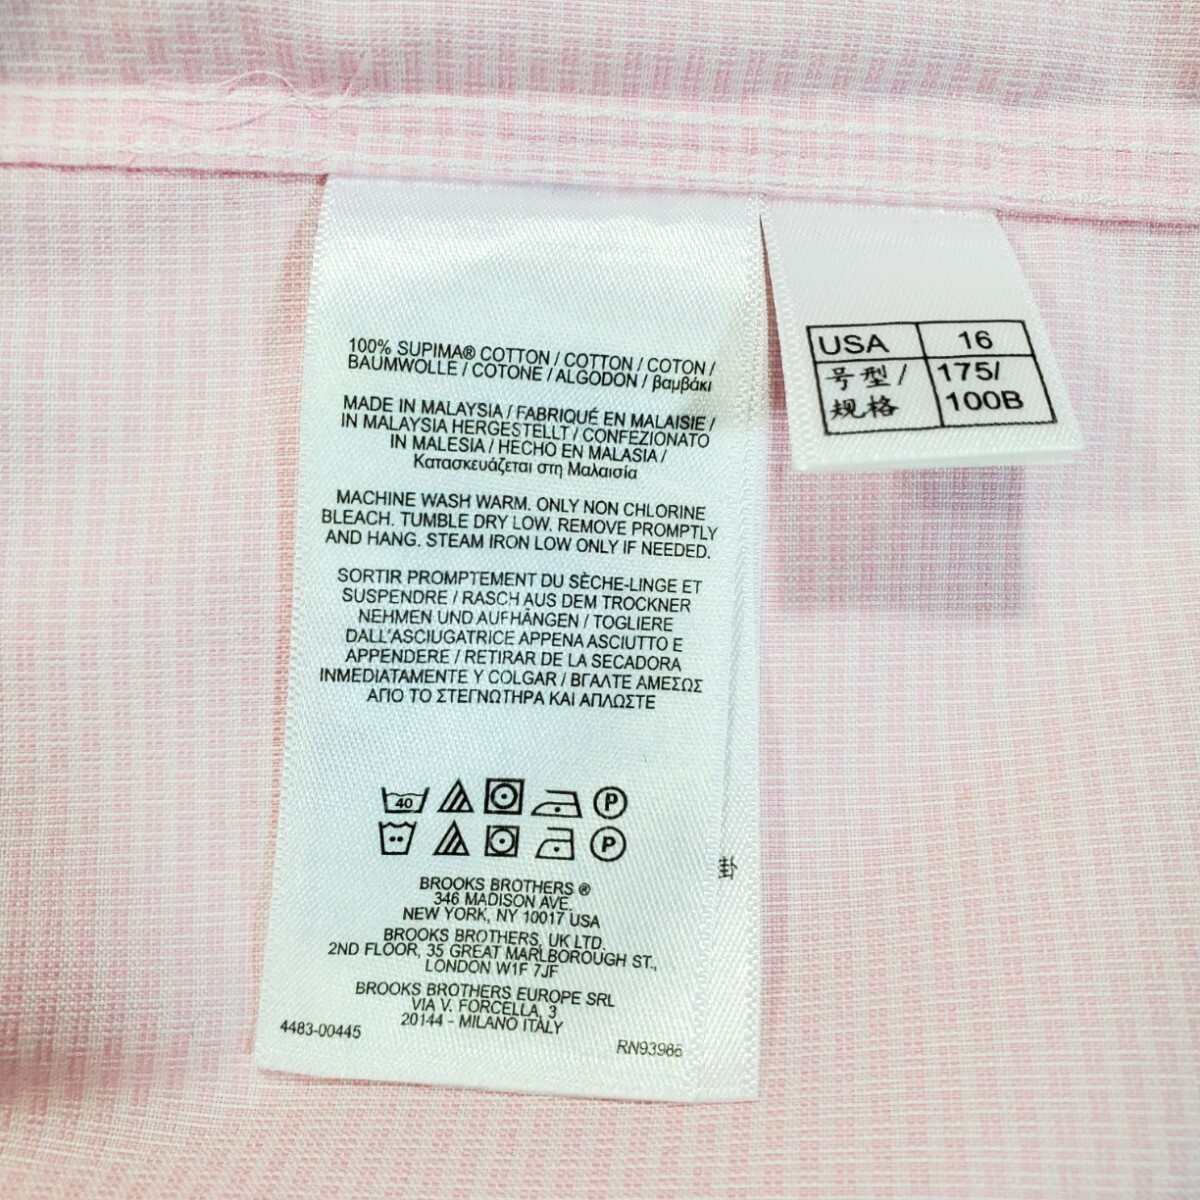 100% SUPIMA® COTTON / COTTON / COTON /
BAUMWOLLE / COTONE / ALGODON / βαμβάκι
MADE IN MALAYSIA / FABRIQUÉ EN MALAISIE /
IN MALAYSIA HERGESTELLT / CONFEZIONATO
IN MALESIA / HECHO EN MALASIA /
Κατασκευάζεται στη Μαλαισία
MACHINE WASH WARM. ONLY NON CHLORINE
BLEACH. TUMBLE DRY LOW. REMOVE PROMPTLY
AND HANG. STEAM IRON LOW ONLY IF NEEDED.
SORTIR PROMPTEMENT DU SÈCHE-LINGE ET
SUSPENDRE / RASCH AUS DEM TROCKNER
NEHMEN UND AUFHÄNGEN / TOGLIERE
DALL'ASCIUGATRICE APPENA ASCIUTTO E
APPENDERE / RETIRAR DE LA SECADORA
INMEDIATAMENTE Y COLGAR / ΒΓΑΛΤΕ ΑΜΕΣΩΣ
ΑΠΟ ΤΟ ΣΤΕΓΝΩΤΗΡΑ ΚΑΙ ΑΠΛΩΣΤΕ
40 P
P
BROOKS BROTHERS ®
346 MADISON AVE.
NEW YORK, NY 10017 USA
BROOKS BROTHERS, UK LTD.
2ND FLOOR, 35 GREAT MARLBOROUGH ST.,
LONDON W1F 7JF
BROOKS BROTHERS EUROPE SRL
VIA V. FORCELLA, 3
20144 - MILANO ITALY
4483-00445
RN93986
USA 16
号型/ 175/
规格 100B